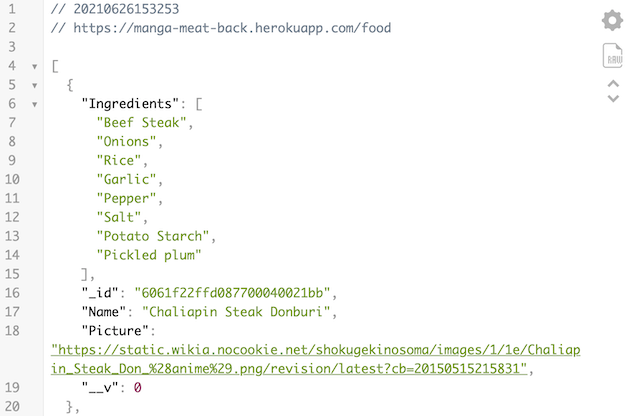 1 // 20210626153253
2 // https://manga-meat-back.herokuapp.com/food
3
4 [
5 {
6 "Ingredients": [
7 "Beef Steak",
8 "Onions",
9 "Rice",
10 "Garlic",
11 "Pepper",
12 "Salt",
13 "Potato Starch",
14 "Pickled plum"
15 ],
16 "_id": "6061f22ffd087700040021bb",
17 "Name": "Chaliapin Steak Donburi",
18 "Picture":
"https://static.wikia.nocookie.net/shokugekinosoma/images/1/1e/Chaliap
in_Steak_Don_%28anime%29.png/revision/latest?cb=20150515215831",
19 "__v": 0
20 },
RAW